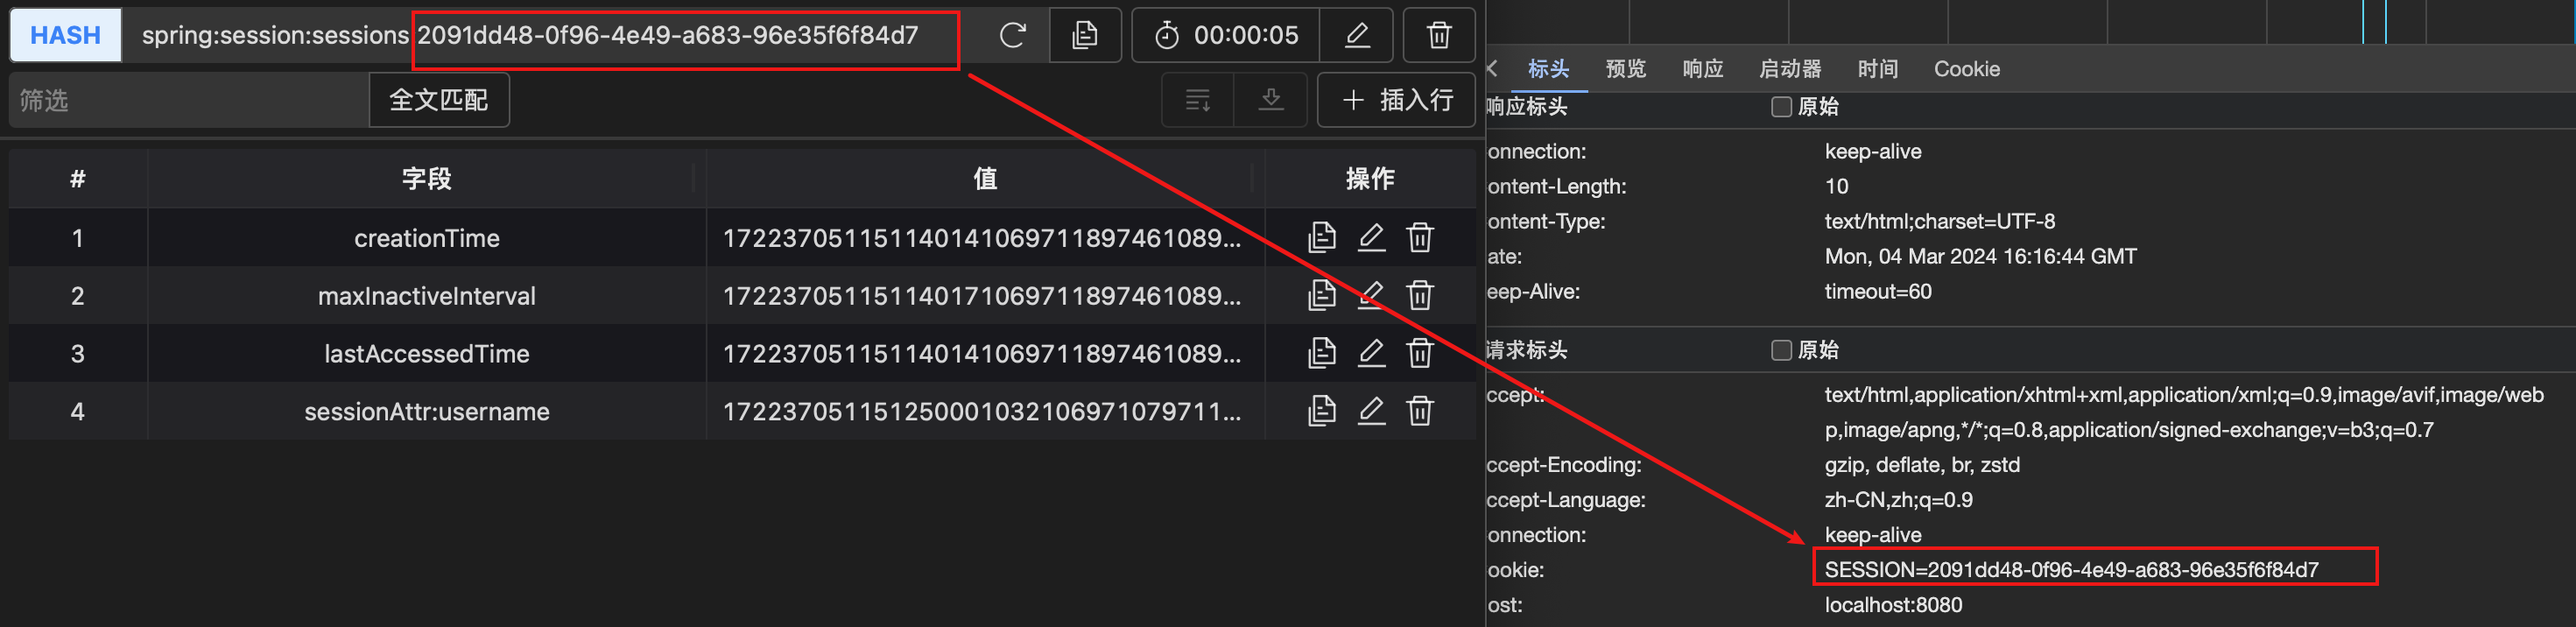 HASH spring:session:sessions 2091dd48-0f96-4e49-a683-96e35f6f84d7 00:00:05
筛选 全文匹配 + 插入行
# 字段 值 操作
1 creationTime 17223705115114014106971189746108​9...
2 maxInactiveInterval 172237051151140171069711897461089...
3 lastAccessedTime 172237051151140141069711897461089...
4 sessionAttr:username 172237051151250001032106971079711...
标头 预览 响应 启动器 时间 Cookie
响应标头 原始
onnection: keep-alive
ontent-Length: 10
ontent-Type: text/html;charset=UTF-8
ate: Mon, 04 Mar 2024 16:16:44 GMT
eep-Alive: timeout=60
请求标头 原始
ccept: text/html,application/xhtml+xml,application/xml;q=0.9,image/avif,image/web
p,image/apng,*/*;q=0.8,application/signed-exchange;v=b3;q=0.7
ccept-Encoding: gzip, deflate, br, zstd
ccept-Language: zh-CN,zh;q=0.9
onnection: keep-alive
ookie: SESSION=2091dd48-0f96-4e49-a683-96e35f6f84d7
ost: localhost:8080